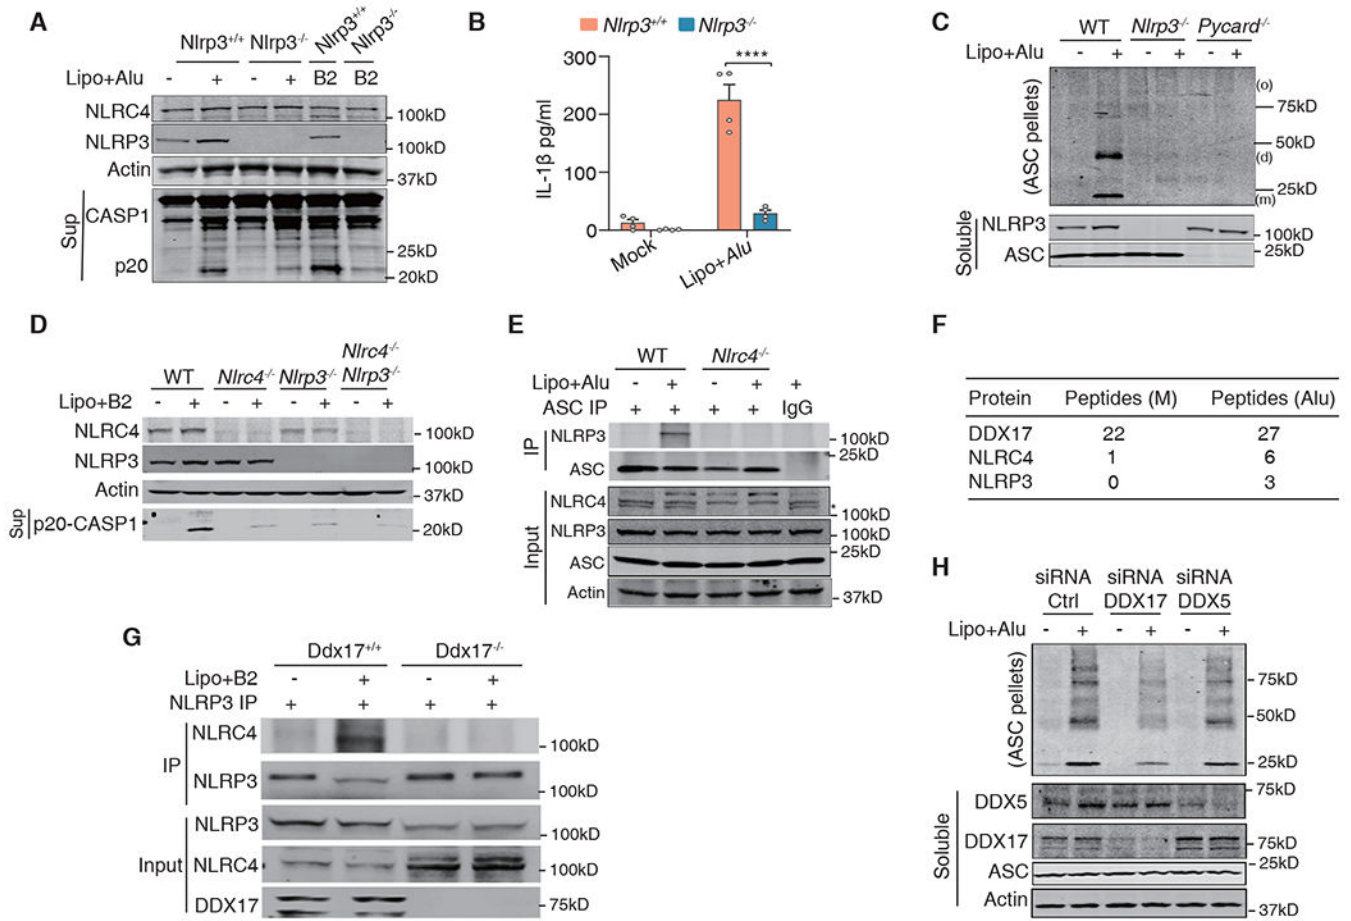 A
Nlrp3+/+ Nlrp3-/- Nlrp3+/+ Nlrp3-/-
Lipo+Alu - + - + B2 B2
NLRC4
100kD
NLRP3
100kD
Actin
37kD
Sup
CASP1
25kD
p20
20kD
B
Nlrp3+/+ Nlrp3-/-
****
IL-1β pg/ml
300
200
100
0
Mock
Lipo+Alu
C
WT Nlrp3-/- Pycard-/-
Lipo+Alu - + - + - +
(ASC pellets)
(o)
75kD
50kD
(d)
25kD
(m)
Soluble
NLRP3
100kD
ASC
25kD
D
Nlrc4-/-
WT Nlrc4-/- Nlrp3-/- Nlrp3-/-
Lipo+B2 - + - + - + - +
NLRC4
100kD
NLRP3
100kD
Actin
37kD
Sup
p20-CASP1
20kD
E
WT Nlrc4-/-
Lipo+Alu - + - + +
ASC IP + + + + IgG
IP
NLRP3
100kD
25kD
ASC
Input
NLRC4
*
100kD
NLRP3
100kD
25kD
ASC
Actin
37kD
F
Protein Peptides (M) Peptides (Alu)
DDX17 22 27
NLRC4 1 6
NLRP3 0 3
G
Ddx17+/+ Ddx17-/-
Lipo+B2 - + - +
NLRP3 IP + + + +
IP
NLRC4
100kD
NLRP3
100kD
Input
NLRP3
100kD
NLRC4
100kD
DDX17
75kD
H
siRNA siRNA siRNA
Ctrl DDX17 DDX5
Lipo+Alu - + - + - +
(ASC pellets)
75kD
50kD
25kD
Soluble
75kD
DDX5
DDX17
75kD
25kD
ASC
Actin
37kD